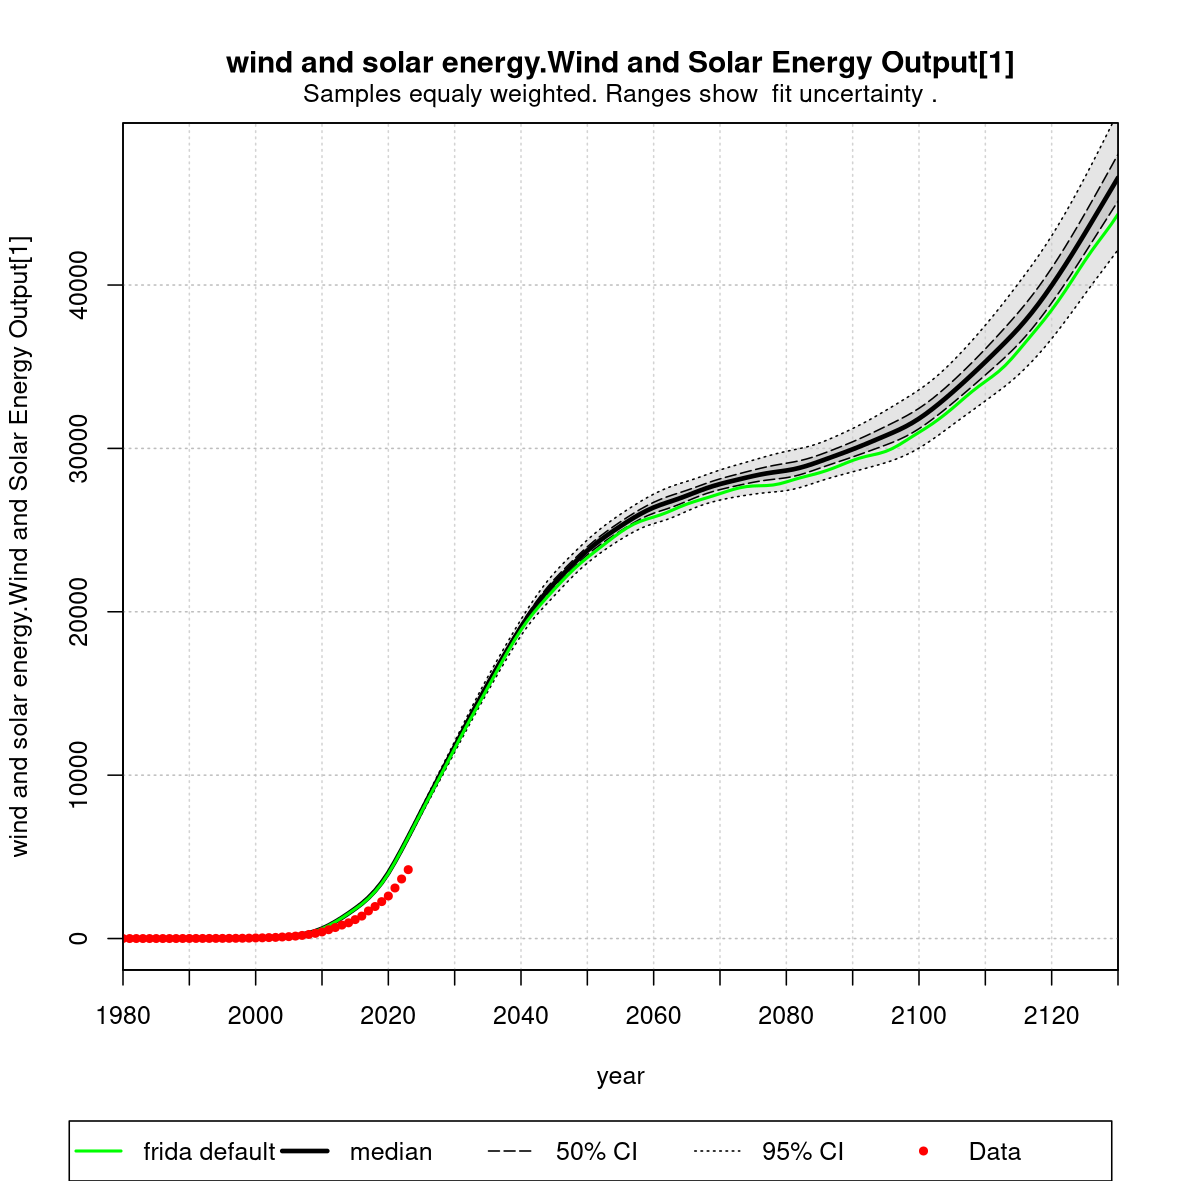 wind and solar energy.Wind and Solar Energy Output[1]
Samples equaly weighted. Ranges show  fit uncertainty .
wind and solar energy.Wind and Solar Energy Output[1]
40000
30000
20000
10000
0
1980 2000 2020 2040 2060 2080 2100 2120
year
frida default median 50% CI 95% CI Data